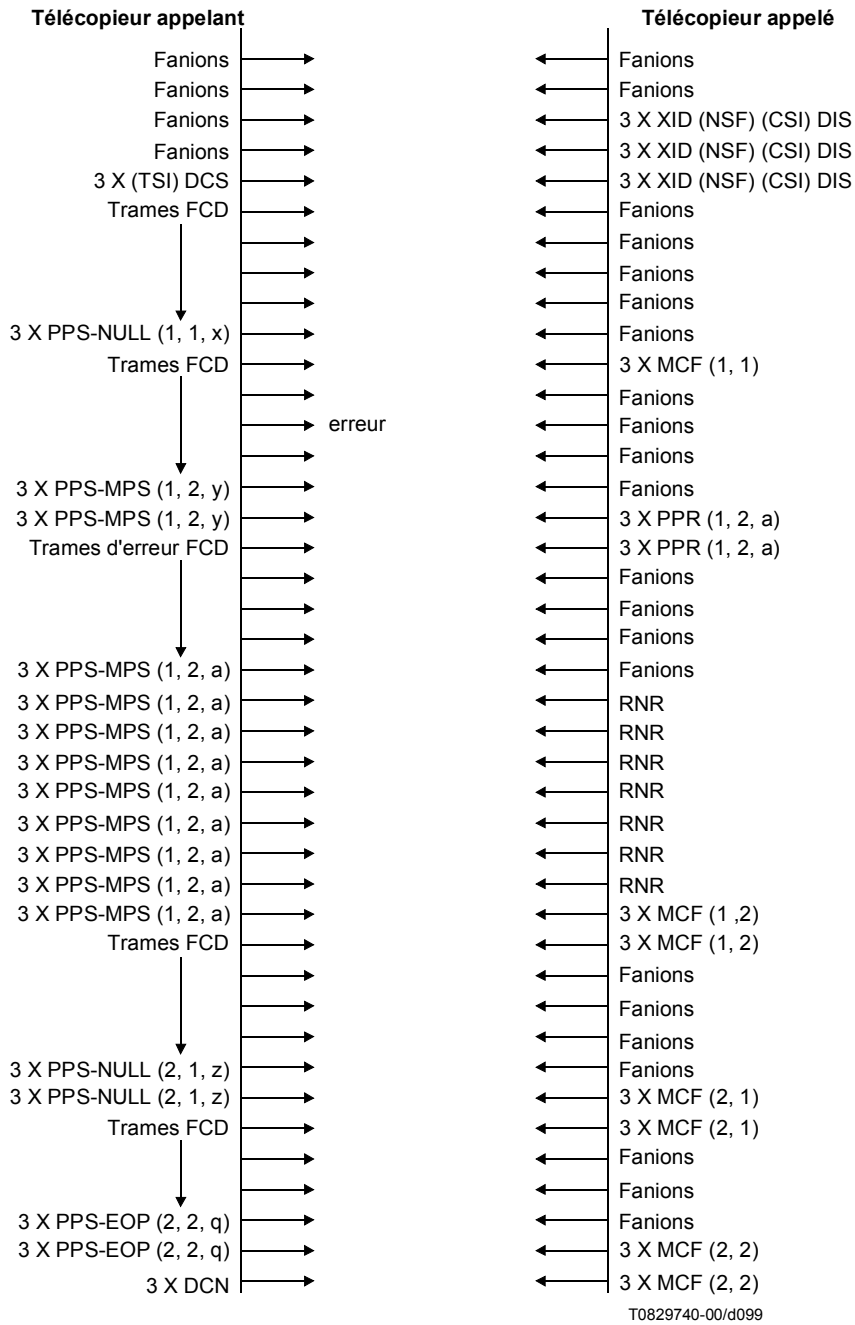 Télécopieur appelant Télécopieur appelé
Fanions Fanions
Fanions Fanions
Fanions 3 X XID (NSF) (CSI) DIS
Fanions 3 X XID (NSF) (CSI) DIS
3 X (TSI) DCS 3 X XID (NSF) (CSI) DIS
Trames FCD Fanions
Fanions
Fanions
Fanions
3 X PPS-NULL (1, 1, x) Fanions
Trames FCD 3 X MCF (1, 1)
Fanions
erreur Fanions
Fanions
3 X PPS-MPS (1, 2, y) Fanions
3 X PPS-MPS (1, 2, y) 3 X PPR (1, 2, a)
Trames d'erreur FCD 3 X PPR (1, 2, a)
Fanions
Fanions
Fanions
3 X PPS-MPS (1, 2, a) Fanions
3 X PPS-MPS (1, 2, a) RNR
3 X PPS-MPS (1, 2, a) RNR
3 X PPS-MPS (1, 2, a) RNR
3 X PPS-MPS (1, 2, a) RNR
3 X PPS-MPS (1, 2, a) RNR
3 X PPS-MPS (1, 2, a) RNR
3 X PPS-MPS (1, 2, a) RNR
3 X PPS-MPS (1, 2, a) 3 X MCF (1 ,2)
Trames FCD 3 X MCF (1, 2)
Fanions
Fanions
Fanions
3 X PPS-NULL (2, 1, z) Fanions
3 X PPS-NULL (2, 1, z) 3 X MCF (2, 1)
Trames FCD 3 X MCF (2, 1)
Fanions
Fanions
3 X PPS-EOP (2, 2, q) Fanions
3 X PPS-EOP (2, 2, q) 3 X MCF (2, 2)
3 X DCN 3 X MCF (2, 2)
T0829740-00/d099